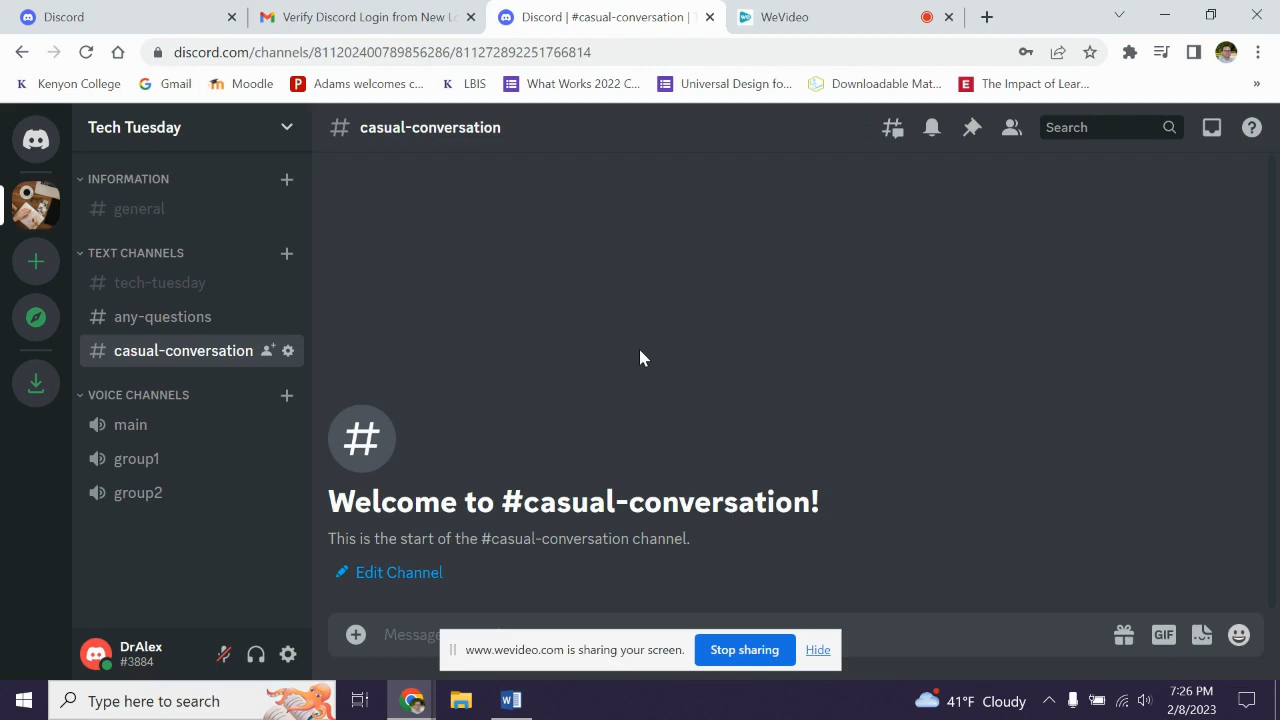 Discord
Verify Discord Login from New Lo
Discord | #casual-conversation | T
WeVideo
discord.com/channels/811202400789856286/811272892251766814
Kenyon College
Gmail
Moodle
Adams welcomes c...
LBIS
What Works 2022 C...
Universal Design fo...
Downloadable Mat...
The Impact of Lear...
»
Tech Tuesday
# casual-conversation
Search
INFORMATION
# general
TEXT CHANNELS
# tech-tuesday
# any-questions
# casual-conversation
VOICE CHANNELS
main
group1
group2
#
Welcome to #casual-conversation!
This is the start of the #casual-conversation channel.
Edit Channel
Message
GIF
www.wevideo.com is sharing your screen.
Stop sharing
Hide
DrAlex
#3884
Type here to search
41°F Cloudy
7:26 PM
2/8/2023